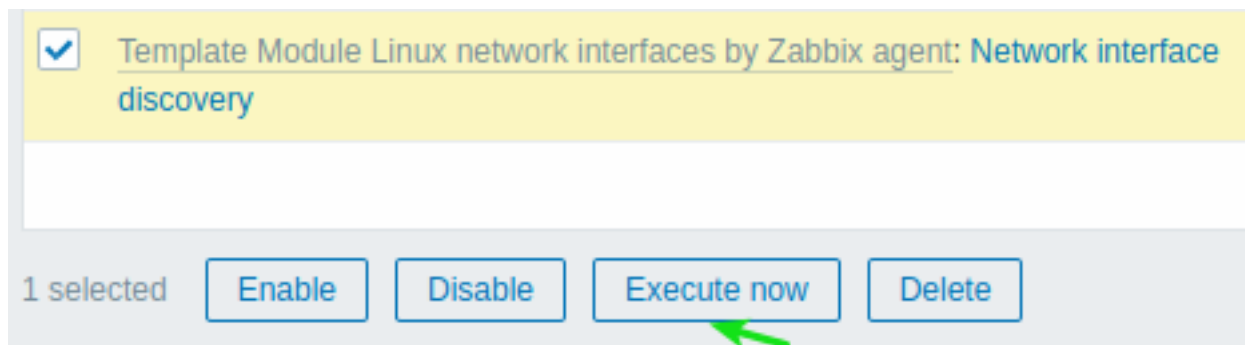 Template Module Linux network interfaces by Zabbix agent: Network interface
discovery
1 selected Enable Disable Execute now Delete